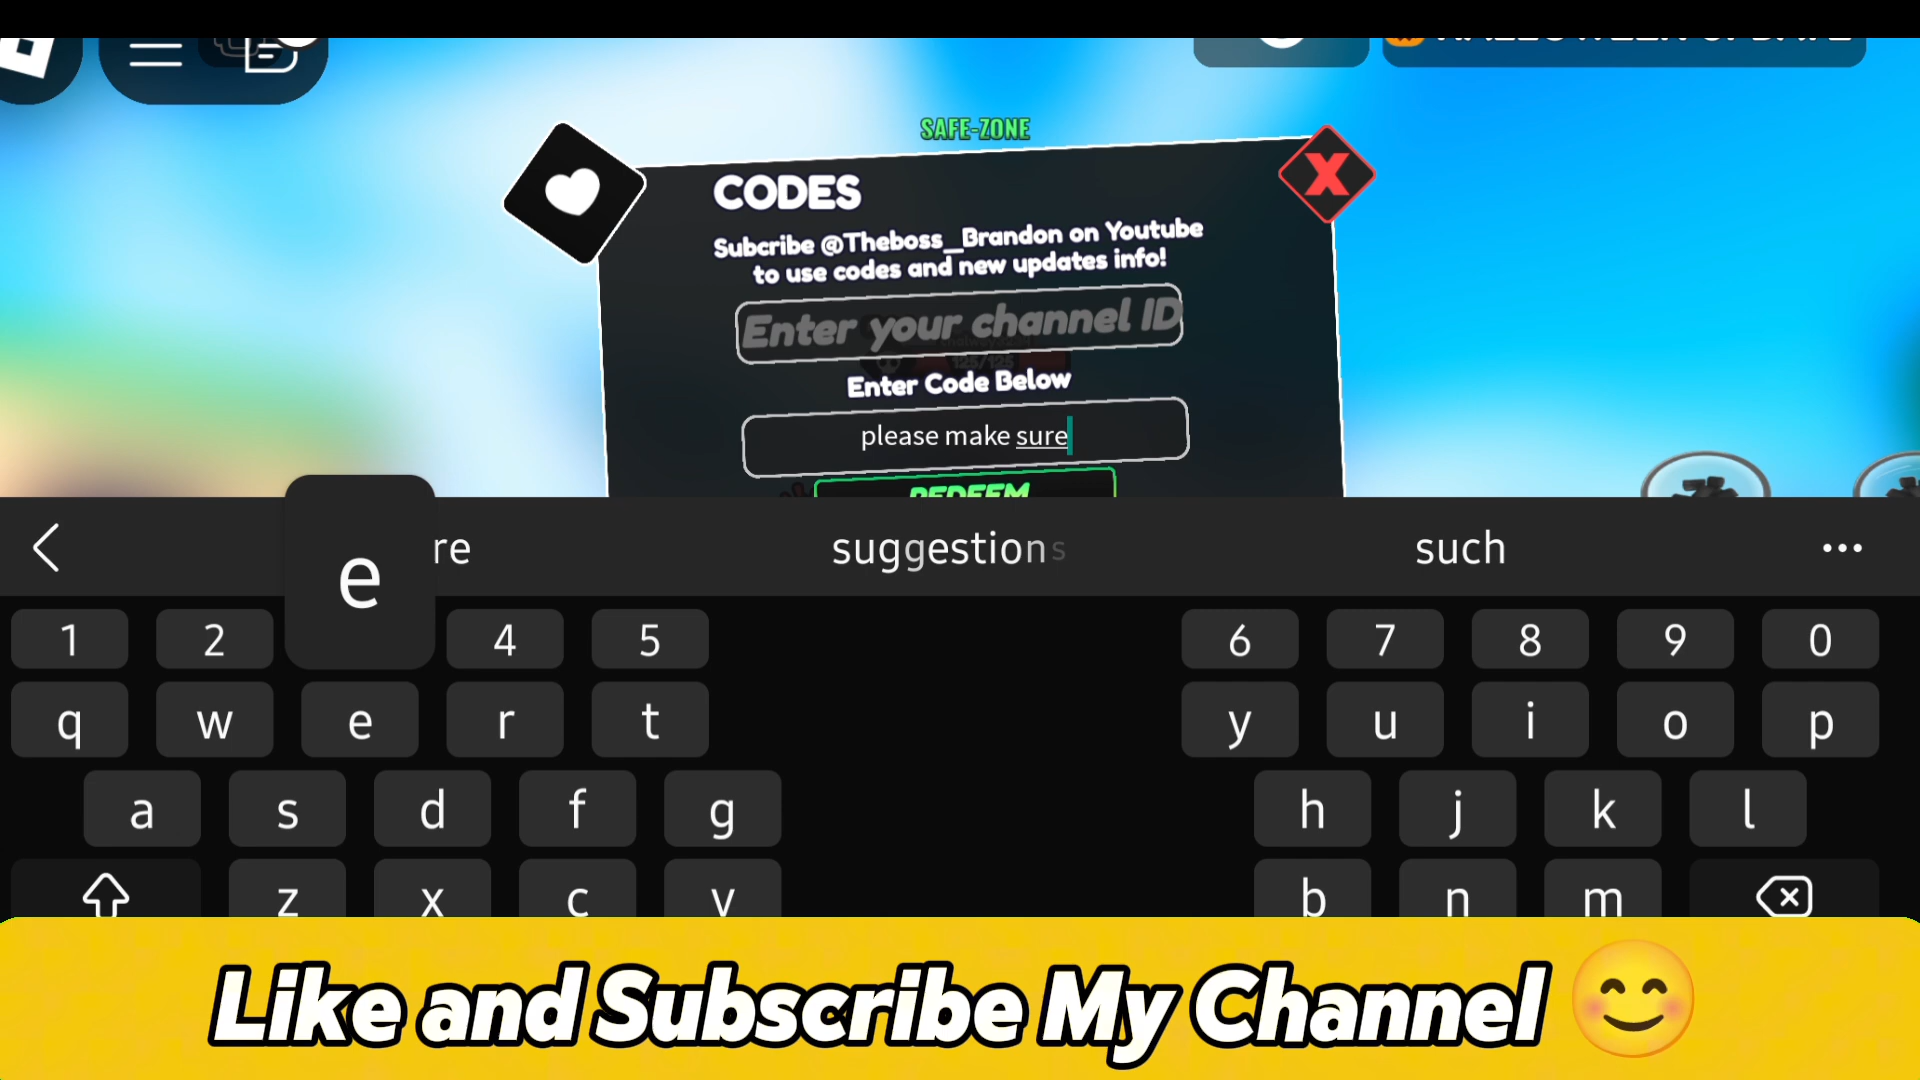 SAFE-ZONE
CODES
Subcribe @Theboss_Brandon on Youtube
to use codes and new updates info!
Enter your channel ID
Enter Code Below
please make sure
REDEEM
e re suggestions such
1 2 4 5 6 7 8 9 0
q w e r t y u i o p
a s d f g h j k l
z x c v b n m
Like and Subscribe My Channel 😊